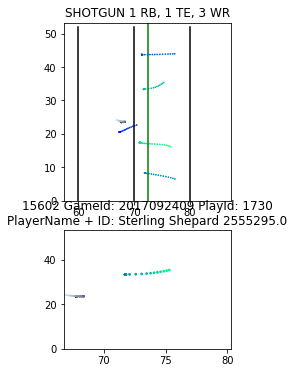 SHOTGUN 1 RB, 1 TE, 3 WR
50
40
30
20
10
0
60 70 80
15602 GameId: 2017092409 PlayId: 1730
PlayerName + ID: Sterling Shepard 2555295.0
40
20
0
70 75 80